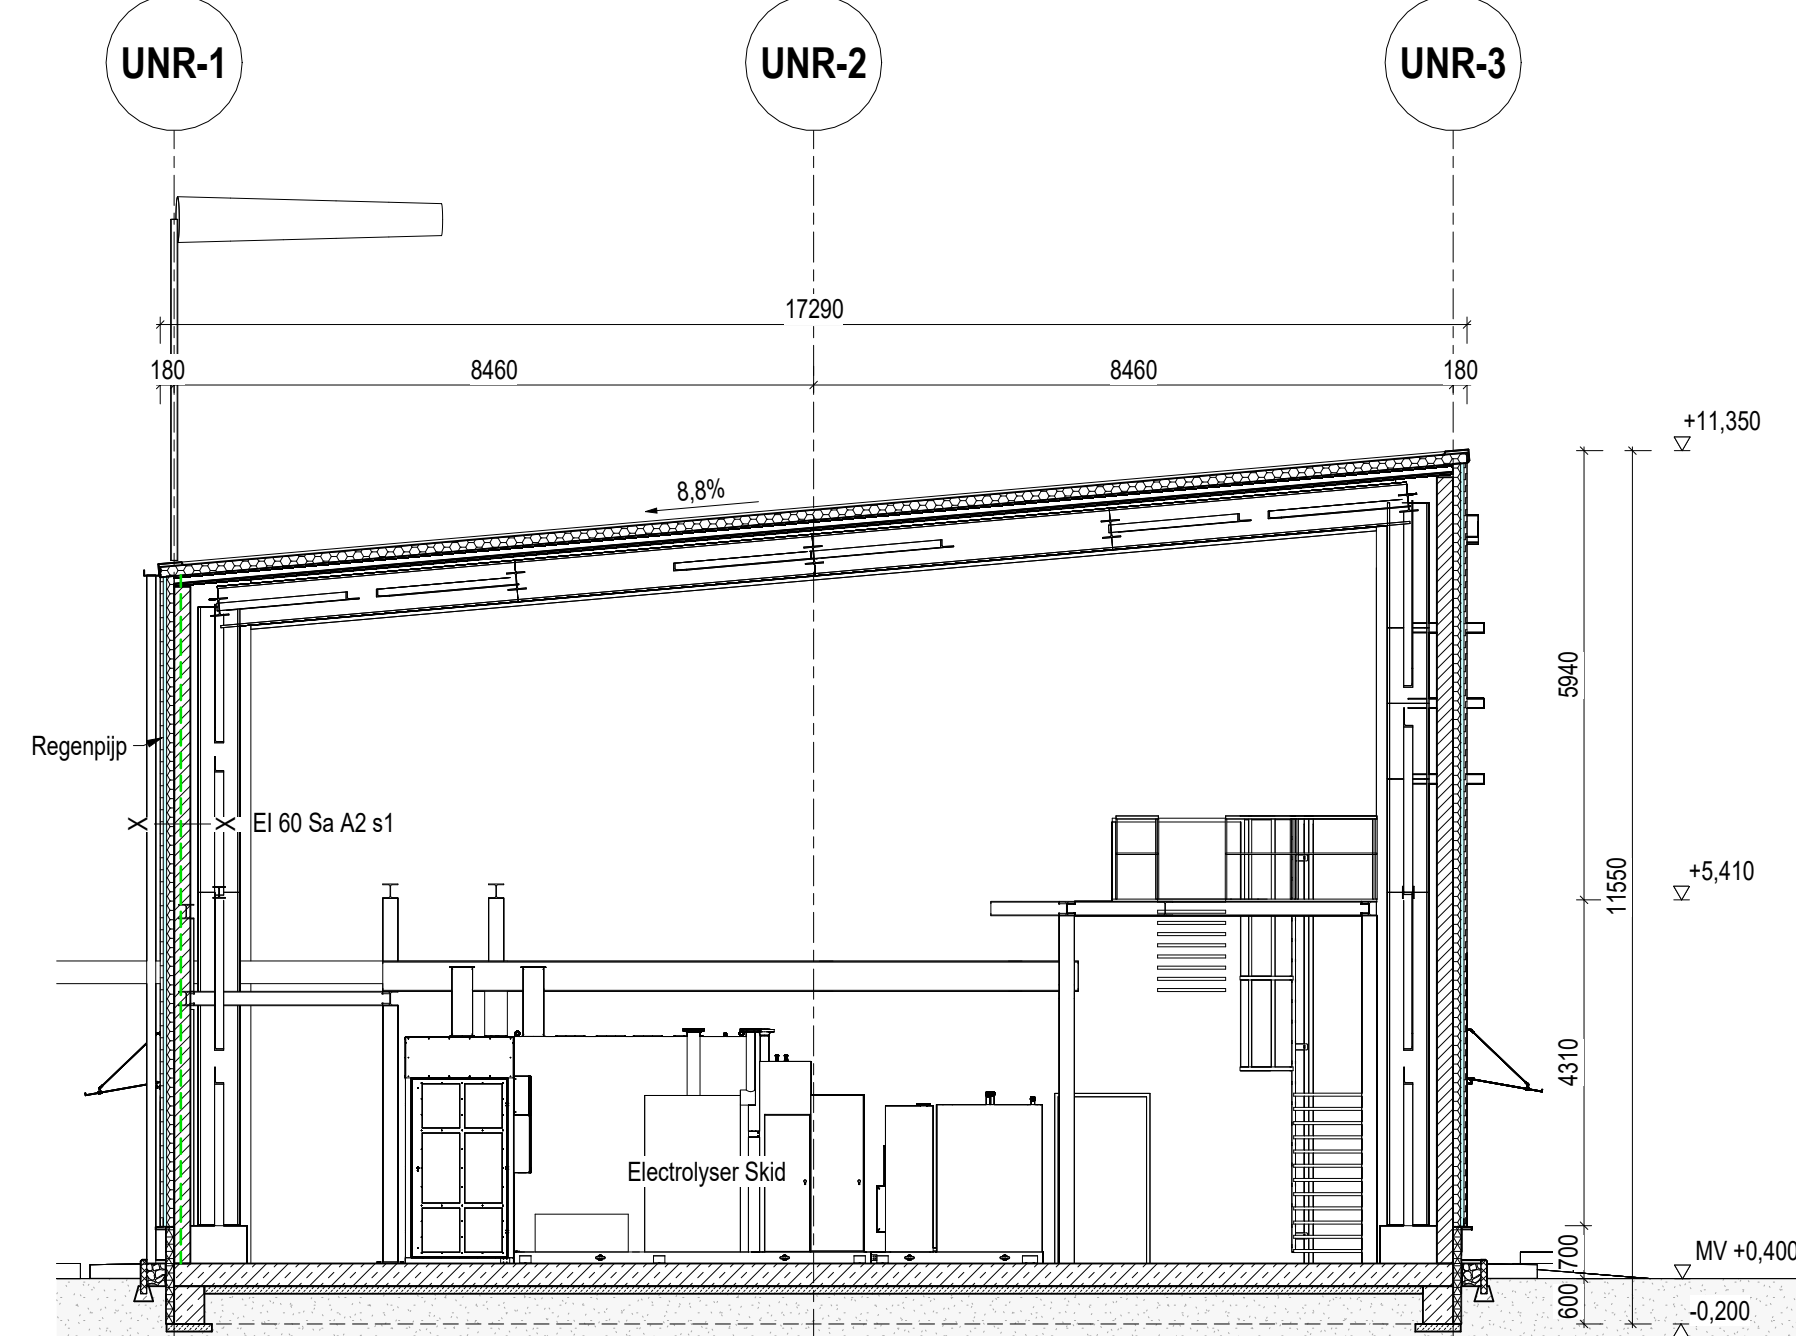 UNR-1 UNR-2 UNR-3
17290
180 8460 8460 180
+11,350
8,8%
5940
Regenpijp
EI 60 Sa A2 s1
11550
+5,410
4310
Electrolyser Skid
700
MV +0,400
600
-0,200